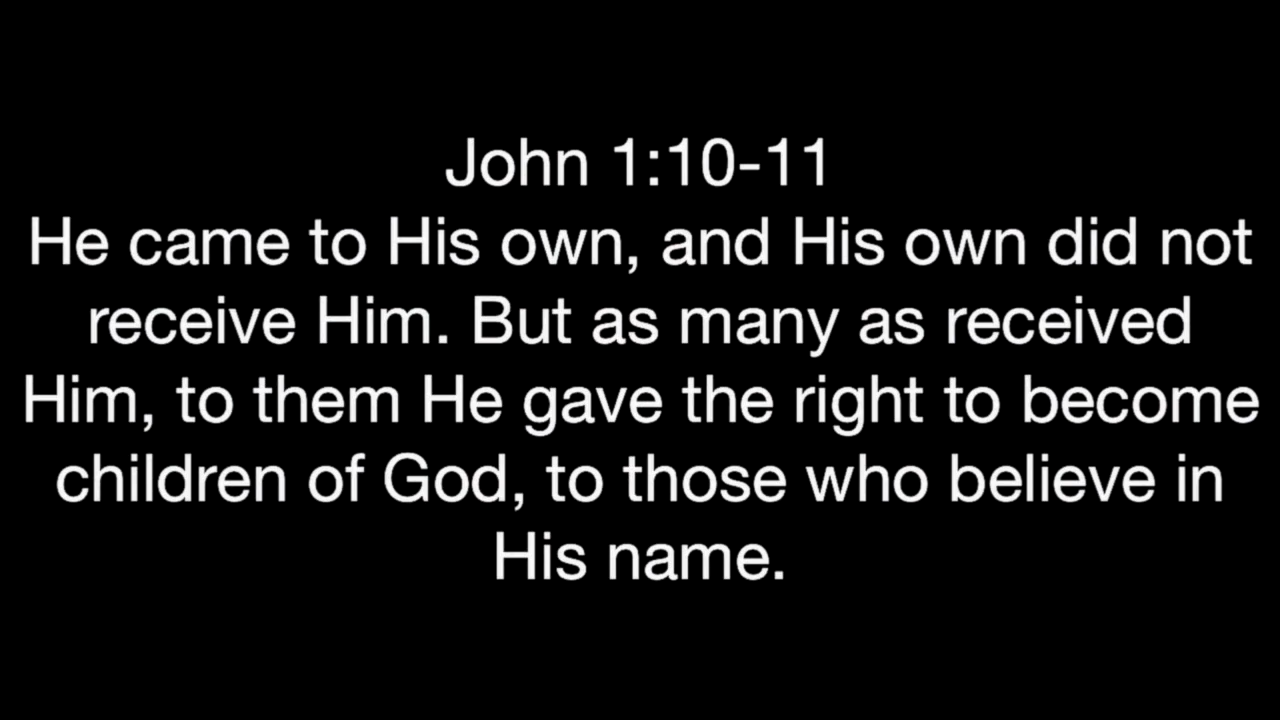 John 1:10-11
He came to His own, and His own did not
receive Him. But as many as received
Him, to them He gave the right to become
children of God, to those who believe in
His name.